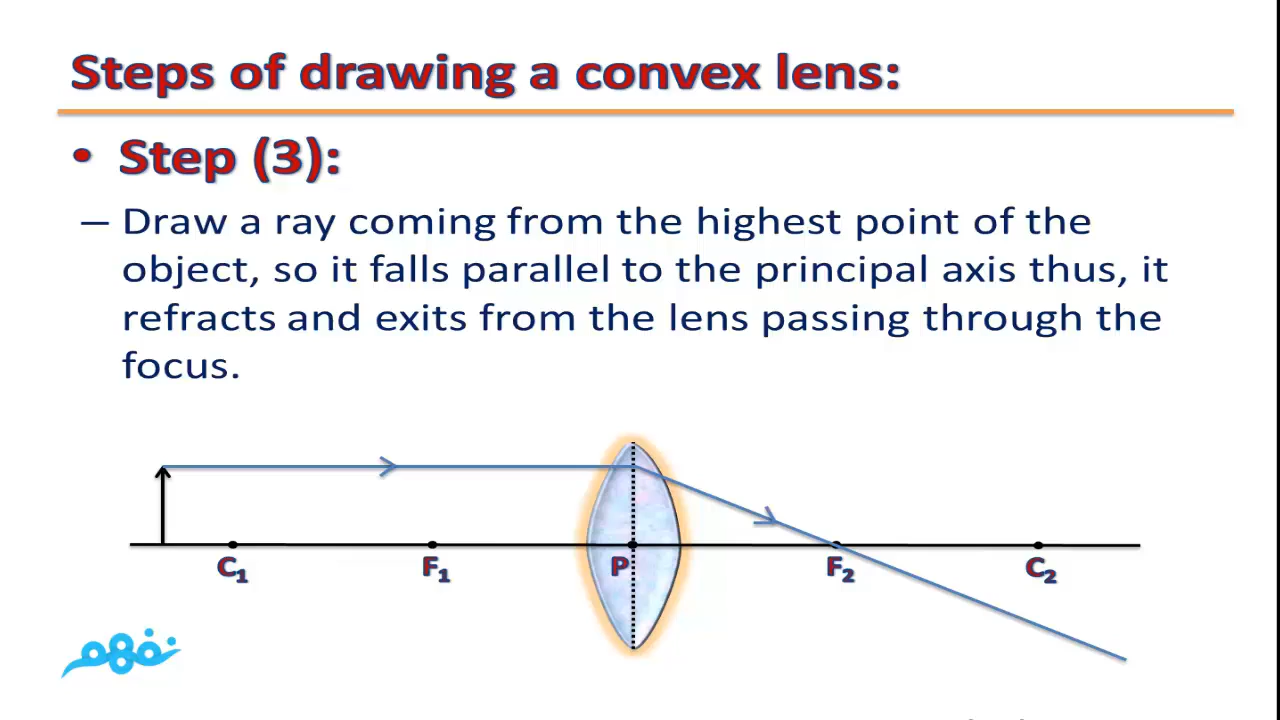 Steps of drawing a convex lens:
• Step (3):
– Draw a ray coming from the highest point of the
object, so it falls parallel to the principal axis thus, it
refracts and exits from the lens passing through the
focus.
C₁ F₁ P F₂ C₂
نفهم